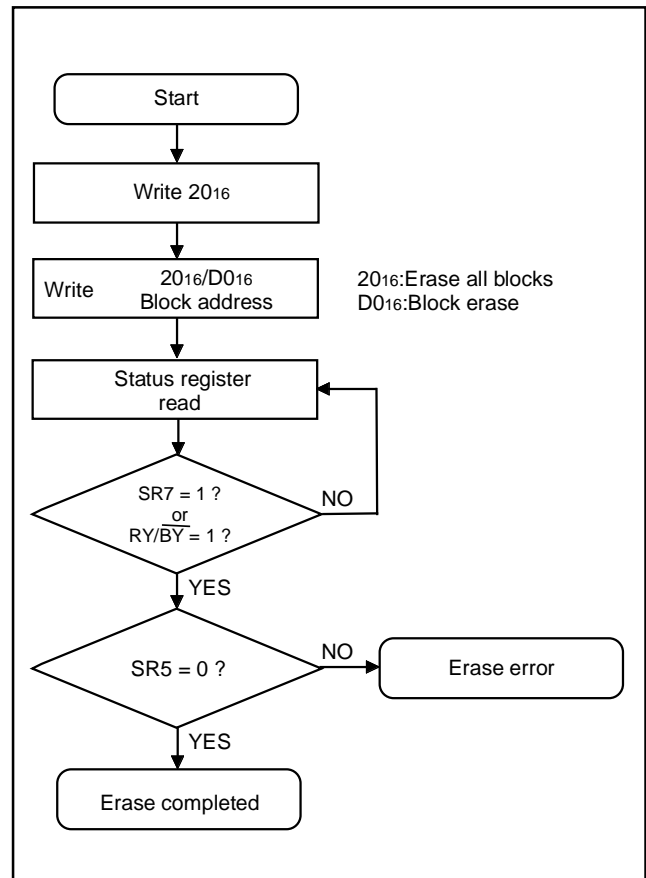 Start
Write 2016
Write
2016/D016
Block address
2016:Erase all blocks
D016:Block erase
Status register
read
SR7 = 1 ?
or
RY/B̅Y̅ = 1 ?
NO
YES
SR5 = 0 ?
NO
Erase error
YES
Erase completed